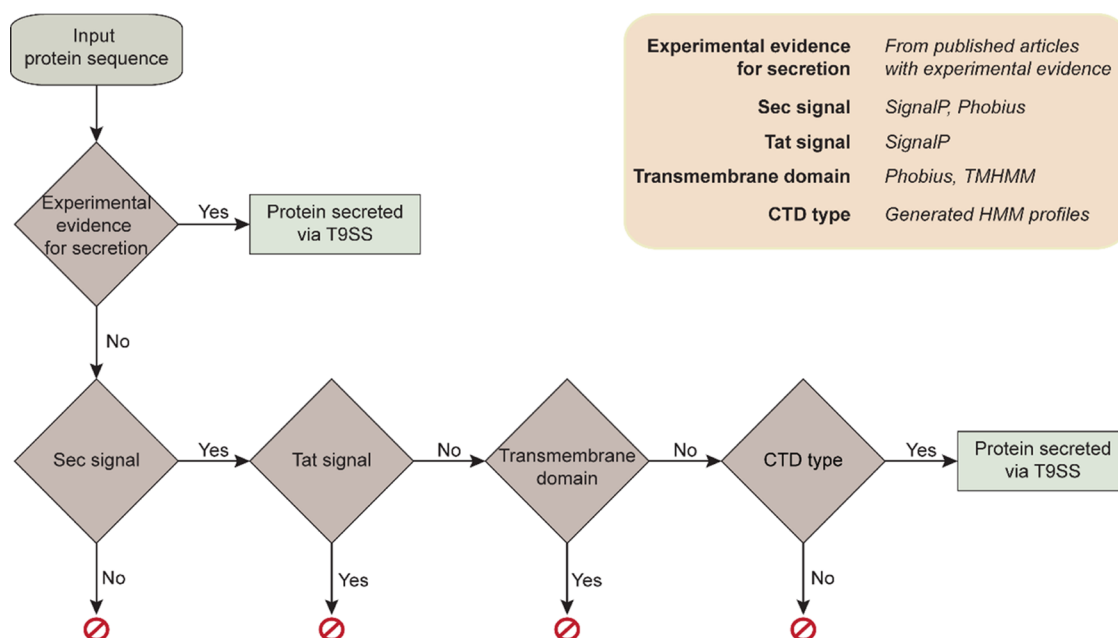 Input
protein sequence
Experimental evidence
for secretion
From published articles
with experimental evidence
Sec signal
SignalP, Phobius
Tat signal
SignalP
Transmembrane domain
Phobius, TMHMM
CTD type
Generated HMM profiles
Experimental
evidence
for secretion
Yes
Protein secreted
via T9SS
No
Sec signal
Yes
Tat signal
No
Transmembrane
domain
No
CTD type
Yes
Protein secreted
via T9SS
No
Yes
Yes
No